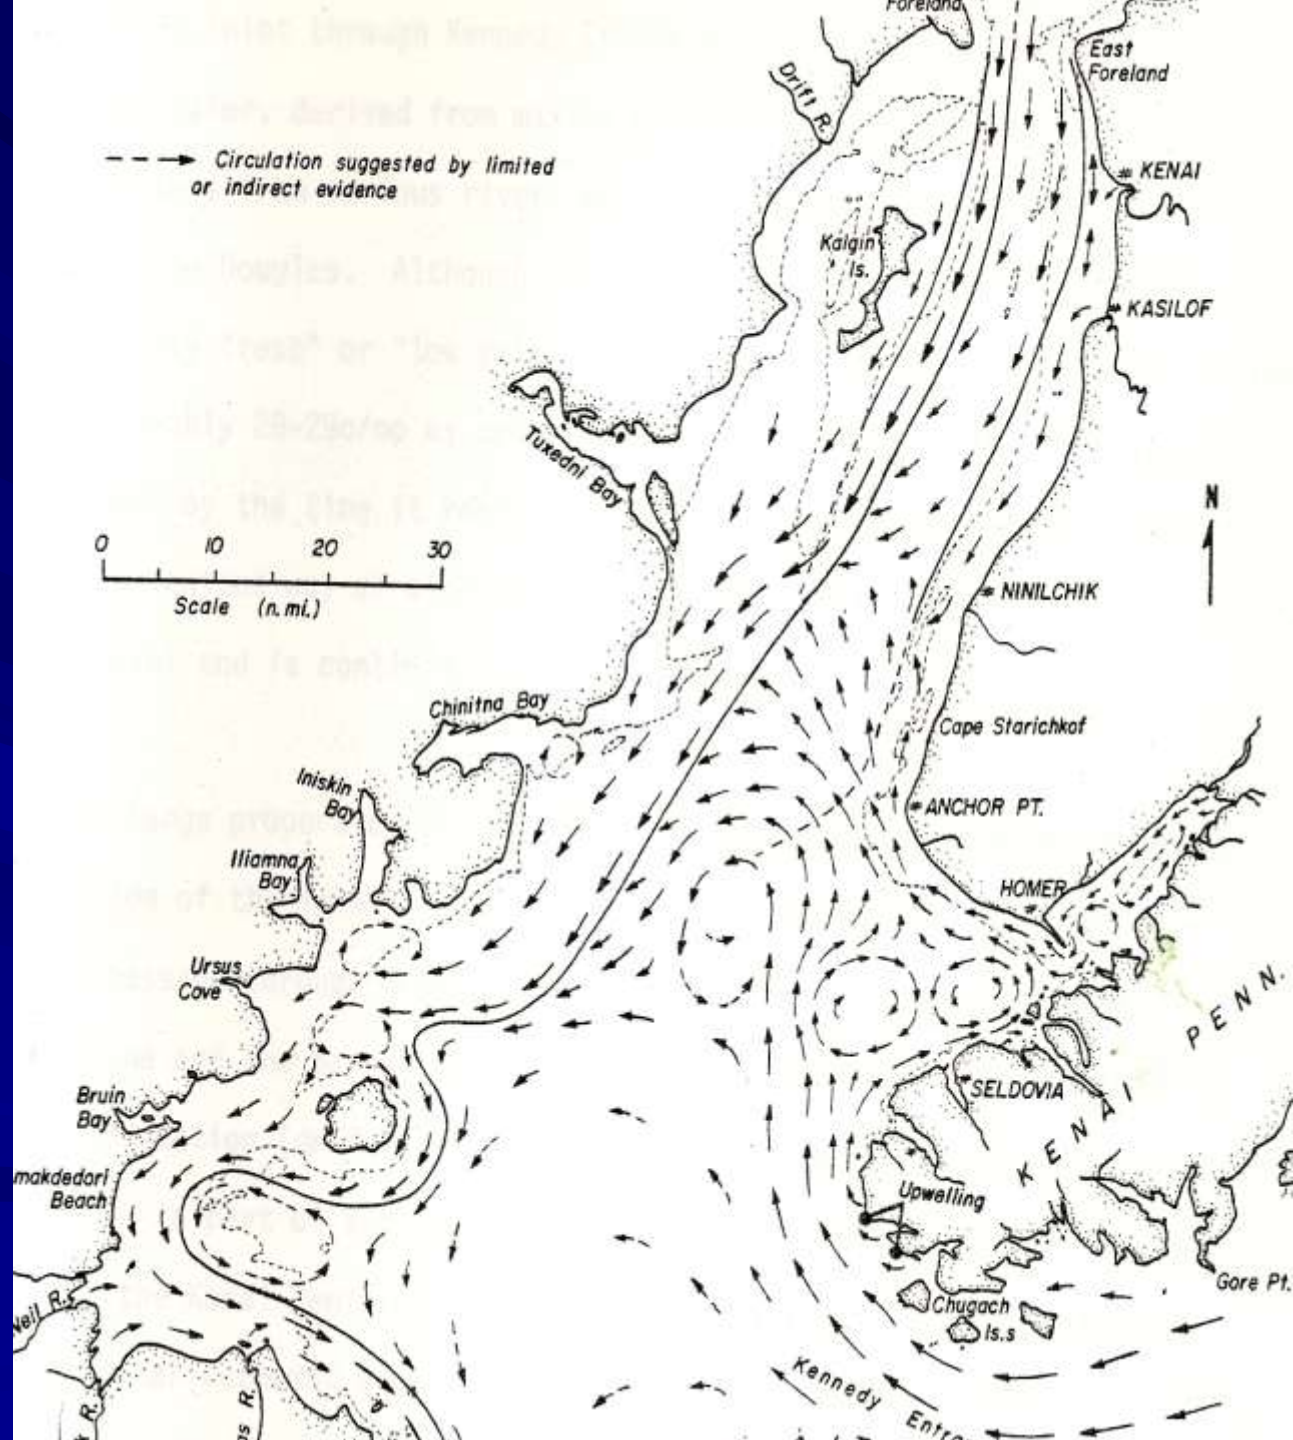 Foreland
East
Foreland
Drift R.
Circulation suggested by limited
or indirect evidence
KENAI
Kalgin
Is.
KASILOF
Tuxedni Bay
N
0 10 20 30
Scale (n.mi.)
NINILCHIK
Chinitna Bay
Cape Starichkof
Iniskin
Bay
ANCHOR PT.
Iliamna
Bay
HOMER
Ursus
Cove
KENAI PENN.
Bruin
Bay
SELDOVIA
makdedori
Beach
Upwelling
Gore Pt.
Neil R.
Chugach
Is.s
Kennedy
R.
R.